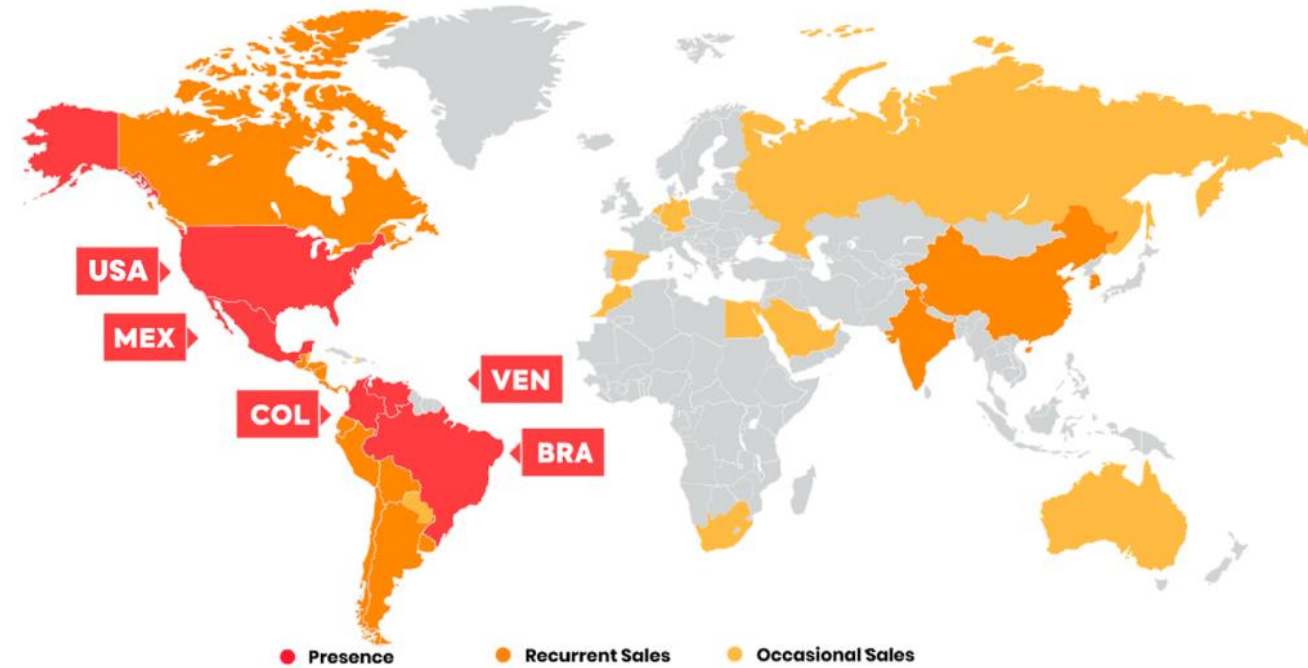 USA
MEX
VEN
COL
BRA
Presence
Recurrent Sales
Occasional Sales